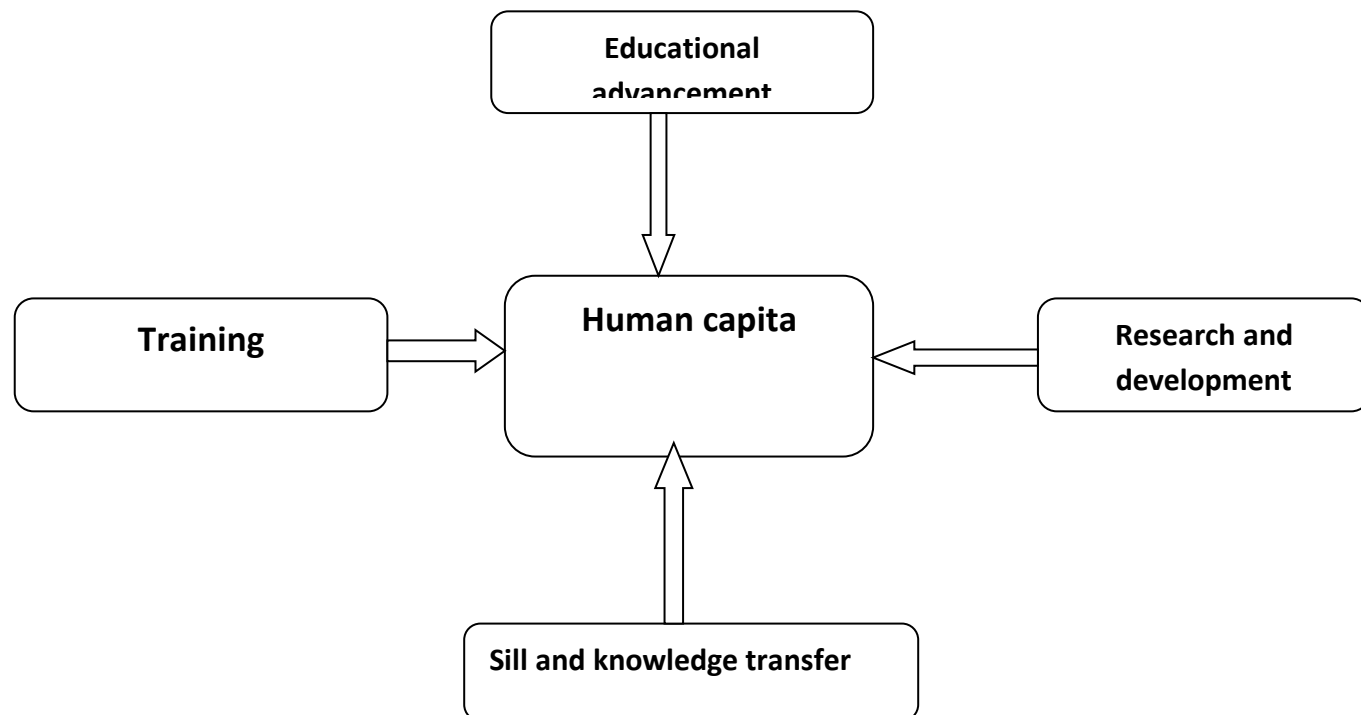 Educational
advancement
Training
Human capita
Research and
development
Sill and knowledge transfer